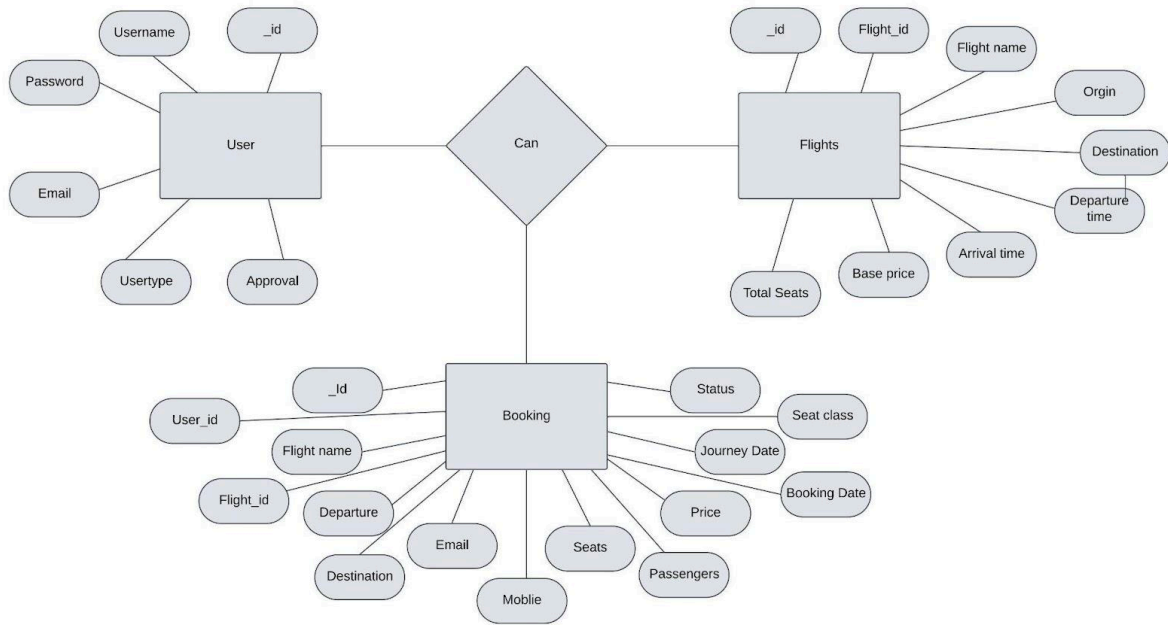 Username
_id
Password
User
Email
Usertype
Approval
Can
_id
Flight_id
Flight name
Orgin
Flights
Destination
Departure
time
Arrival time
Base price
Total Seats
_Id
User_id
Flight name
Flight_id
Departure
Destination
Booking
Email
Moblie
Seats
Passengers
Price
Booking Date
Journey Date
Seat class
Status